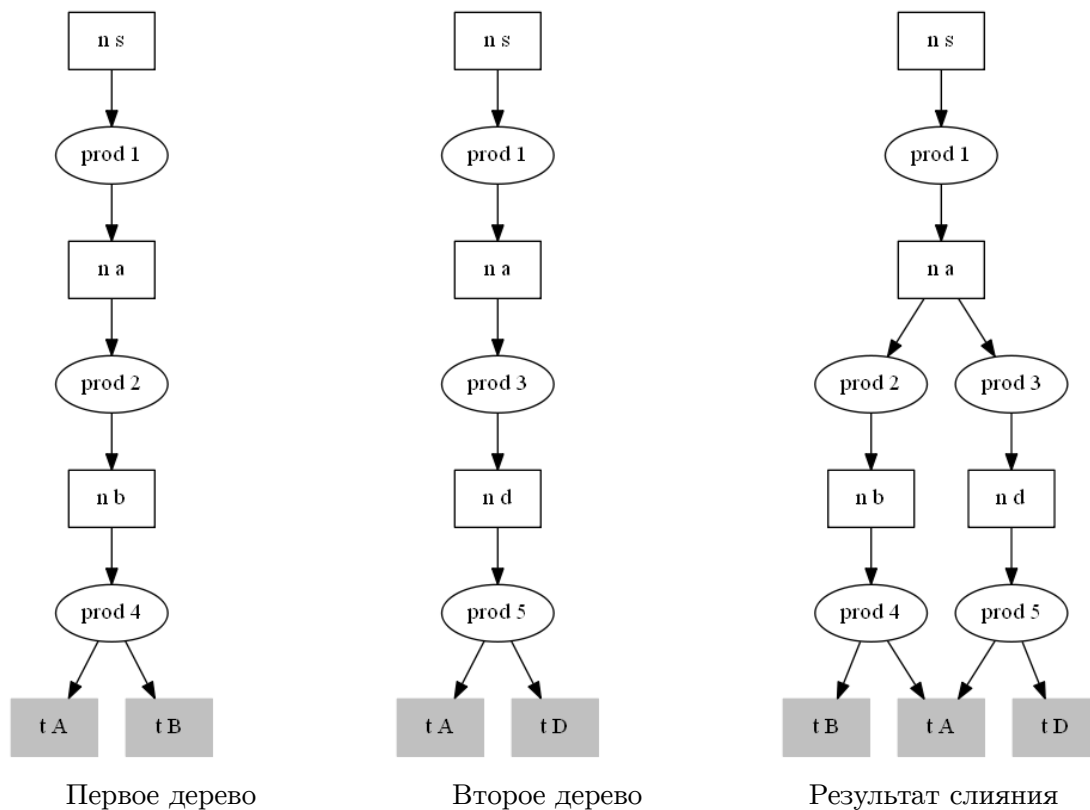 n s
n s
n s
prod 1
prod 1
prod 1
n a
n a
n a
prod 2
prod 3
prod 2
prod 3
n b
n d
n b
n d
prod 4
prod 5
prod 4
prod 5
t A
t B
t A
t D
t B
t A
t D
Первое дерево
Второе дерево
Результат слияния